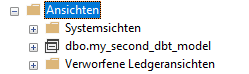 Ansichten
Systemsichten
dbo.my_second_dbt_model
Verworfene Ledgeransichten